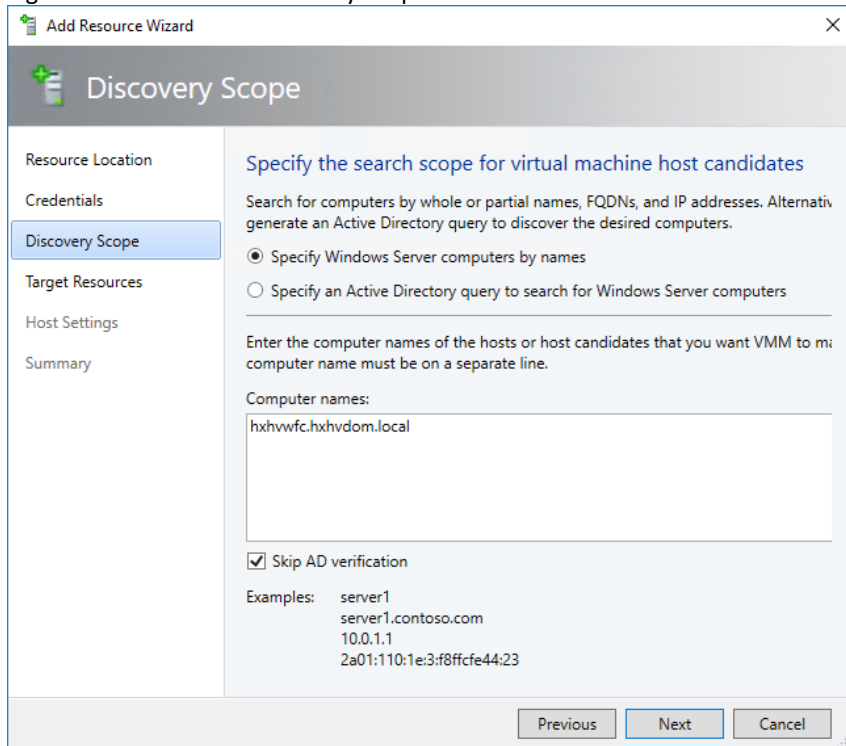 Add Resource Wizard
Discovery Scope
Resource Location
Credentials
Discovery Scope
Target Resources
Host Settings
Summary
Specify the search scope for virtual machine host candidates
Search for computers by whole or partial names, FQDNs, and IP addresses. Alternativ
generate an Active Directory query to discover the desired computers.
Specify Windows Server computers by names
Specify an Active Directory query to search for Windows Server computers
Enter the computer names of the hosts or host candidates that you want VMM to ma
computer name must be on a separate line.
Computer names:
hxhvwfc.hxhvdom.local
Skip AD verification
Examples: server1
server1.contoso.com
10.0.1.1
2a01:110:1e:3:f8ffcfe44:23
Previous Next Cancel